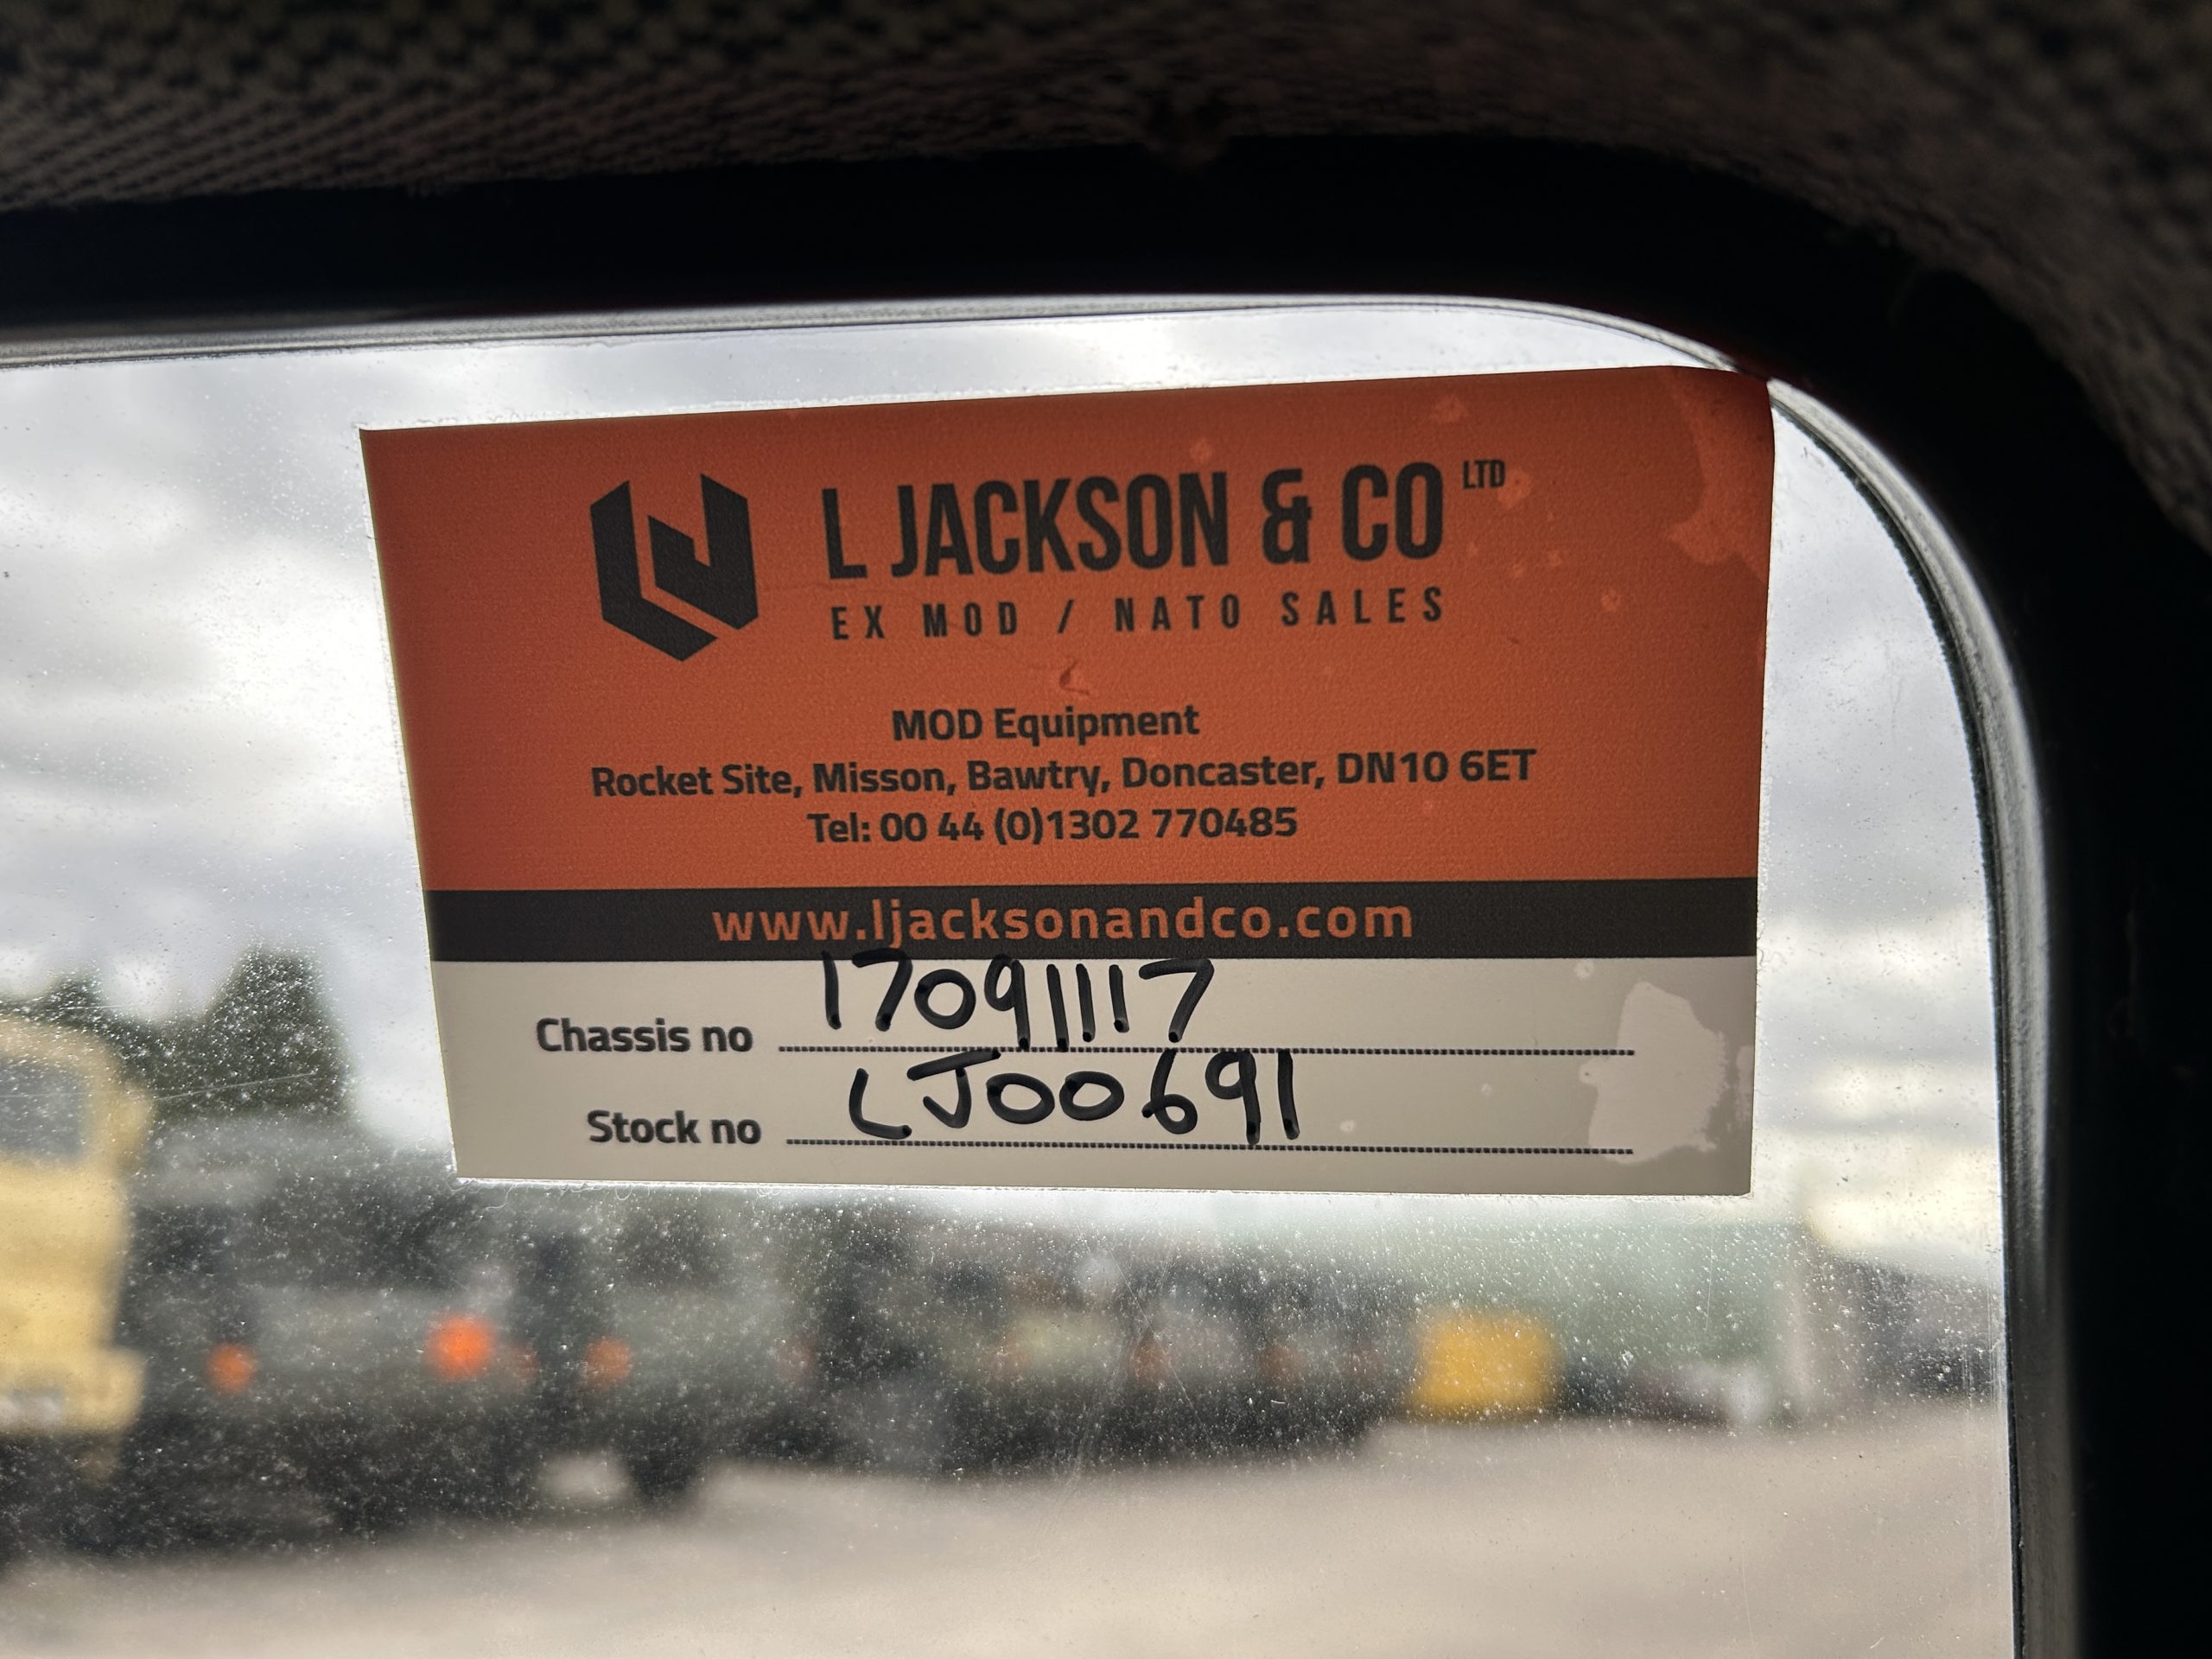 L JACKSON & CO LTD
EX MOD / NATO SALES
MOD Equipment
Rocket Site, Misson, Bawtry, Doncaster, DN10 6ET
Tel: 00 44 (0)1302 770485
www.ljacksonandco.com
Chassis no 17091117
Stock no LJ00691